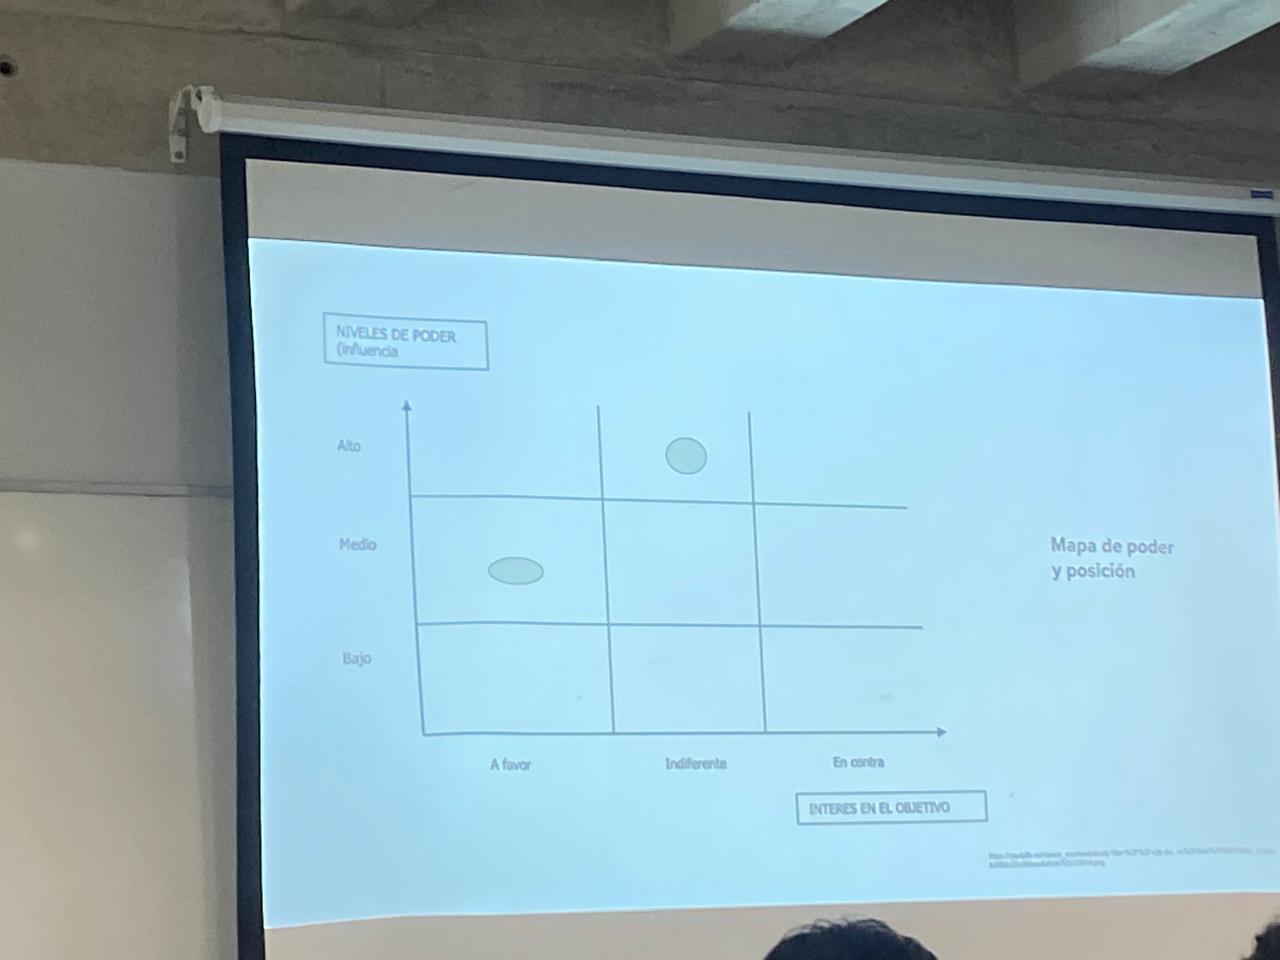 NIVELES DE PODER
(influencia
Alto
Medio
Bajo
A favor
Indiferente
En contra
INTERES EN EL OBJETIVO
Mapa de poder
y posición